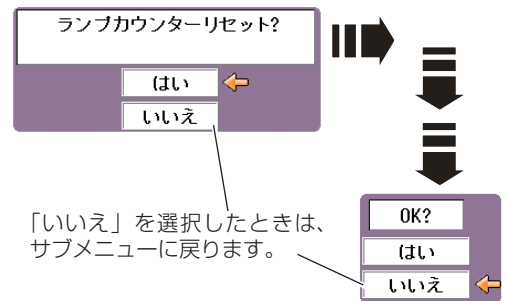 ランプカウンターリセット?
はい
いいえ
「いいえ」を選択したときは、
サブメニューに戻ります。
OK?
はい
いいえ